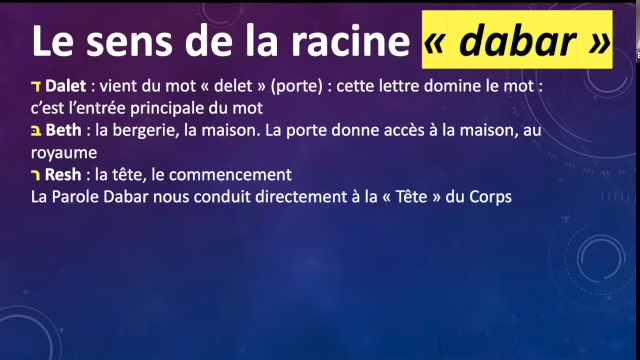 Le sens de la racine « dabar »
ד Dalet : vient du mot « delet » (porte) : cette lettre domine le mot :
c'est l'entrée principale du mot
ב Beth : la bergerie, la maison. La porte donne accès à la maison, au
royaume
ר Resh : la tête, le commencement
La Parole Dabar nous conduit directement à la « Tête » du Corps